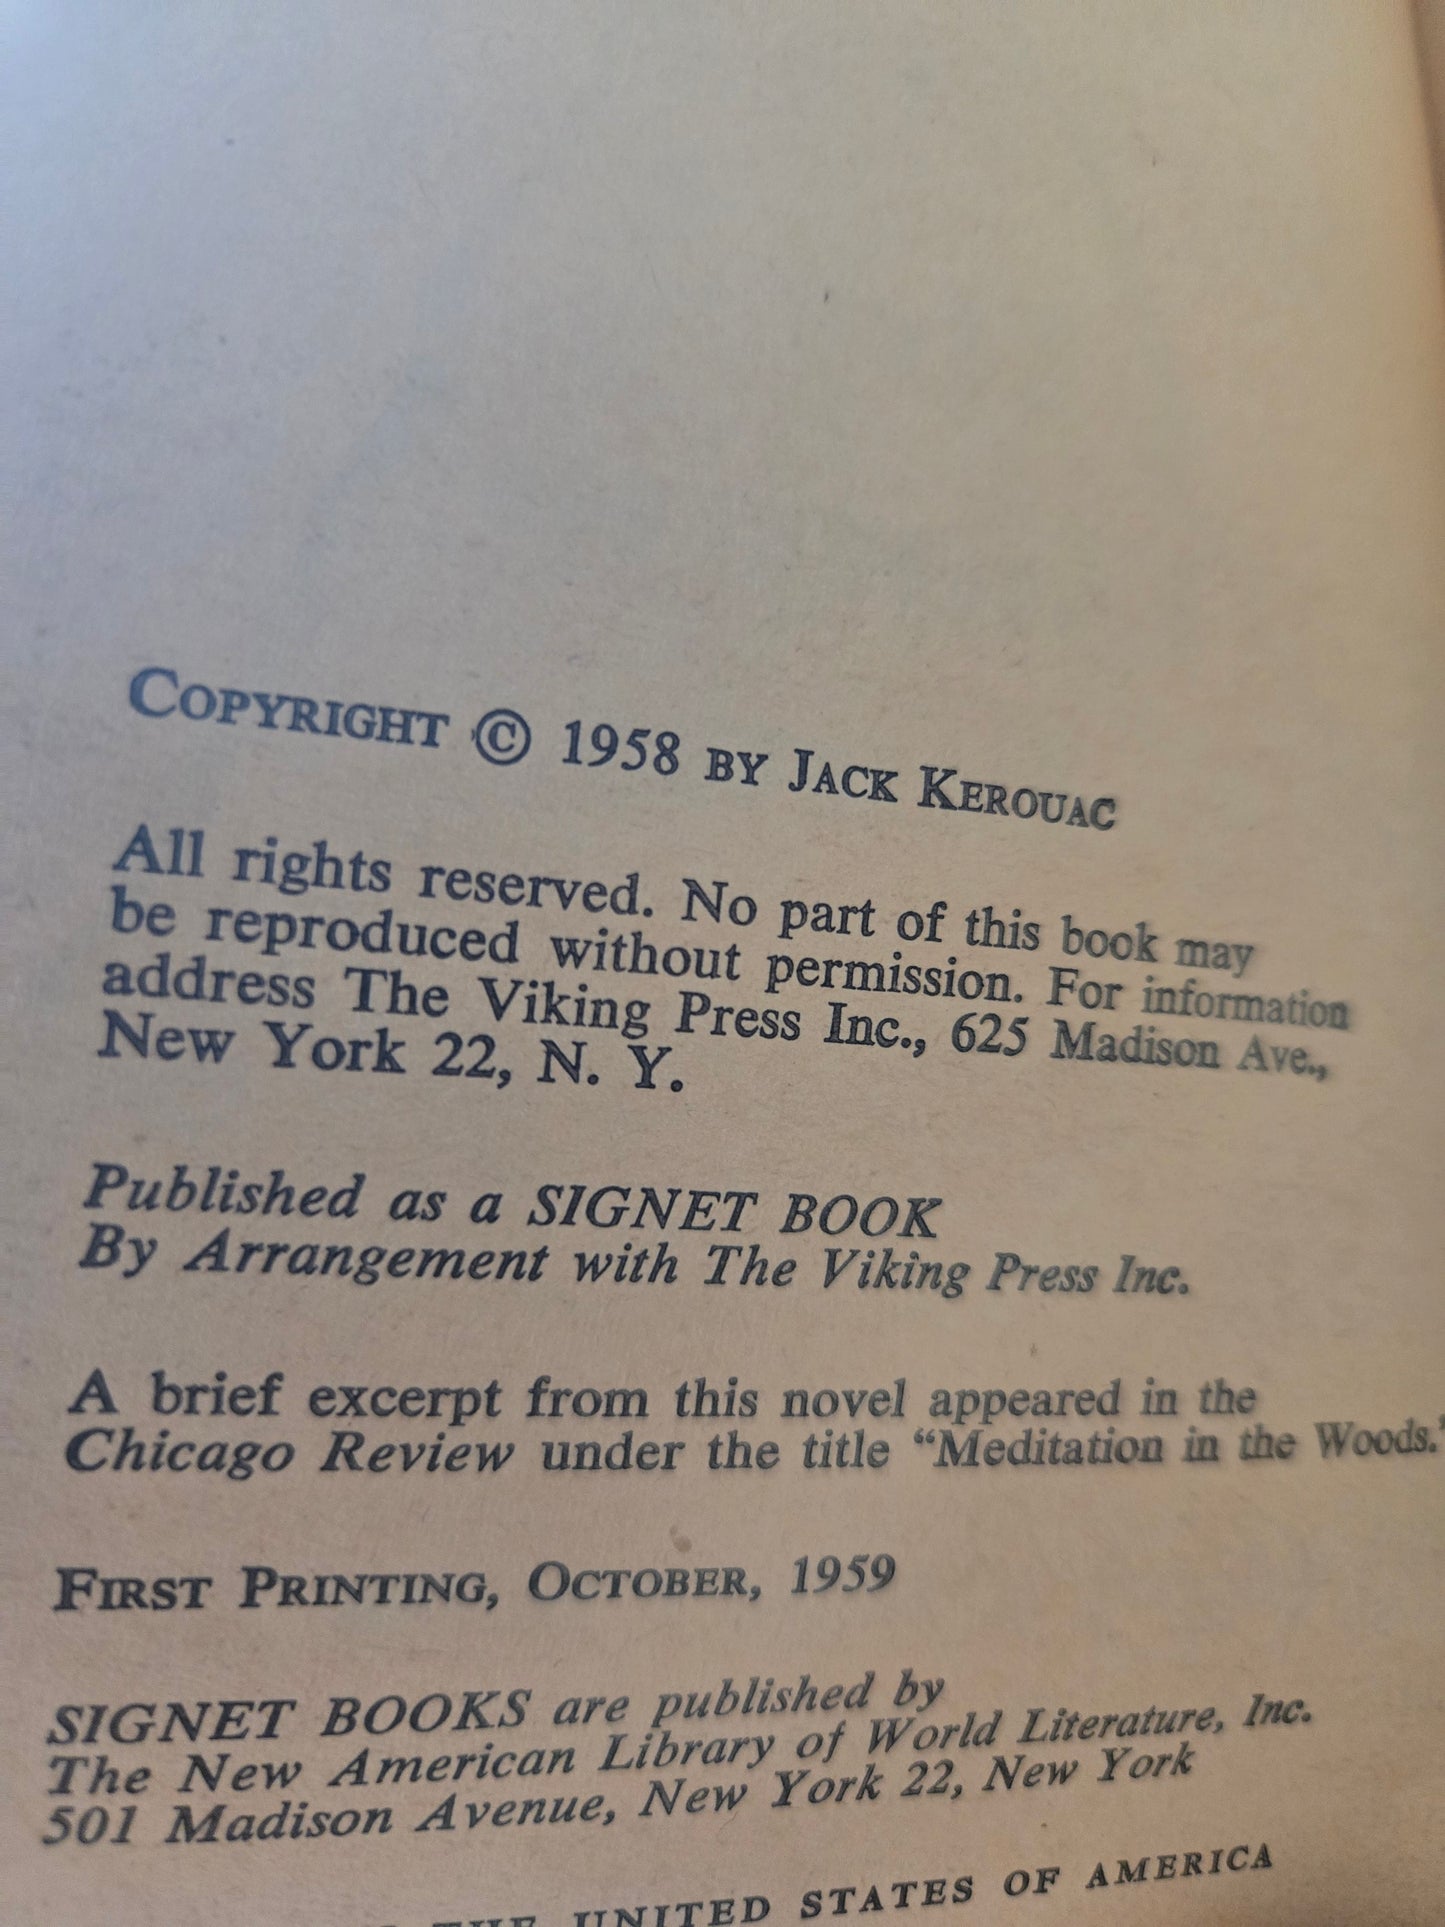 COPYRIGHT © 1958 BY JACK KEROUAC
All rights reserved. No part of this book may
be reproduced without permission. For information
address The Viking Press Inc., 625 Madison Ave.,
New York 22, N. Y.
Published as a SIGNET BOOK
By Arrangement with The Viking Press Inc.
A brief excerpt from this novel appeared in the
Chicago Review under the title “Meditation in the Woods.”
FIRST PRINTING, OCTOBER, 1959
SIGNET BOOKS are published by
The New American Library of World Literature, Inc.
501 Madison Avenue, New York 22, New York
THE UNITED STATES OF AMERICA